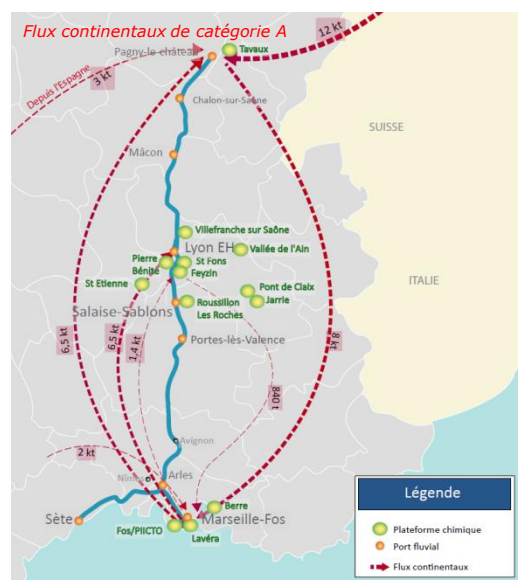 Flux continentaux de catégorie A
12 kt
Pagny-le château
Tavaux
Depuis l'Espagne
3 kt
Chalon-sur-Saône
SUISSE
Mâcon
Villefranche sur Saône
Lyon EH
Vallée de l'Ain
Pierre
Bénite
St Fons
Feyzin
St Etienne
Pont de Claix
Jarrie
ITALIE
Salaise-Sablons
Roussillon
Les Roches
6,5 kt
6,5 kt
1,4 kt
Portes-lès-Valence
8 kt
840 t
Avignon
2 kt
Nîmes
Arles
Sète
Berre
Marseille-Fos
Fos/PIICTO
Lavéra
Légende
Plateforme chimique
Port fluvial
Flux continentaux